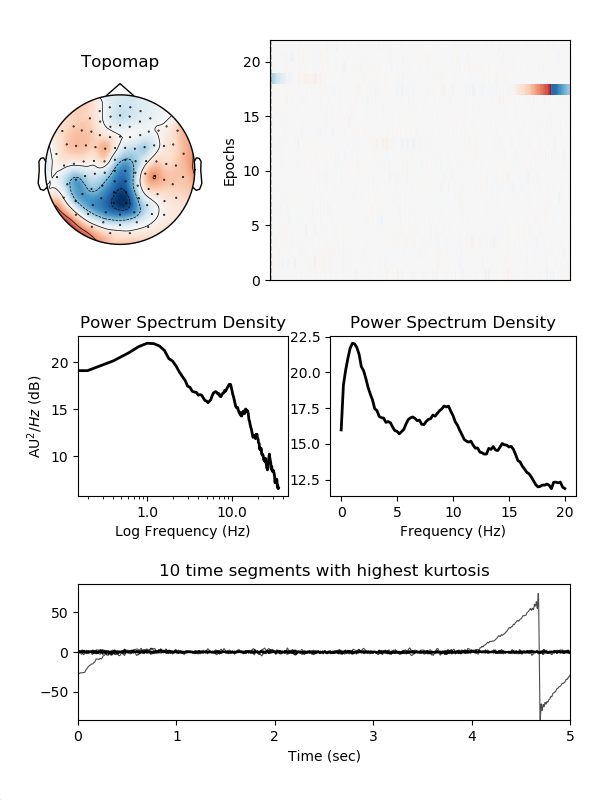 Topomap
Epochs
20
15
10
5
0
Power Spectrum Density
AU²/Hz (dB)
20
15
10
1.0 10.0
Log Frequency (Hz)
Power Spectrum Density
22.5
20.0
17.5
15.0
12.5
0 5 10 15 20
Frequency (Hz)
10 time segments with highest kurtosis
50
0
−50
0 1 2 3 4 5
Time (sec)